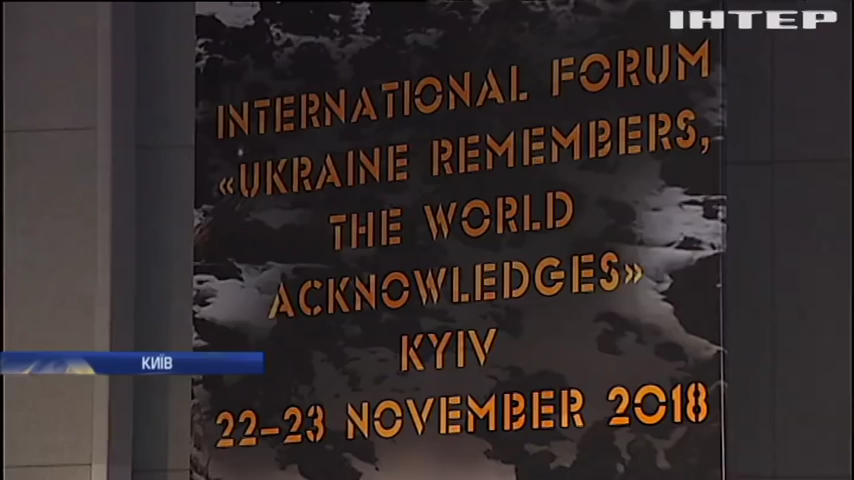 ІНТЕР
INTERNATIONAL FORUM
«UKRAINE REMEMBERS,
THE WORLD
ACKNOWLEDGES»
KYIV
22–23 NOVEMBER 2018
КИЇВ